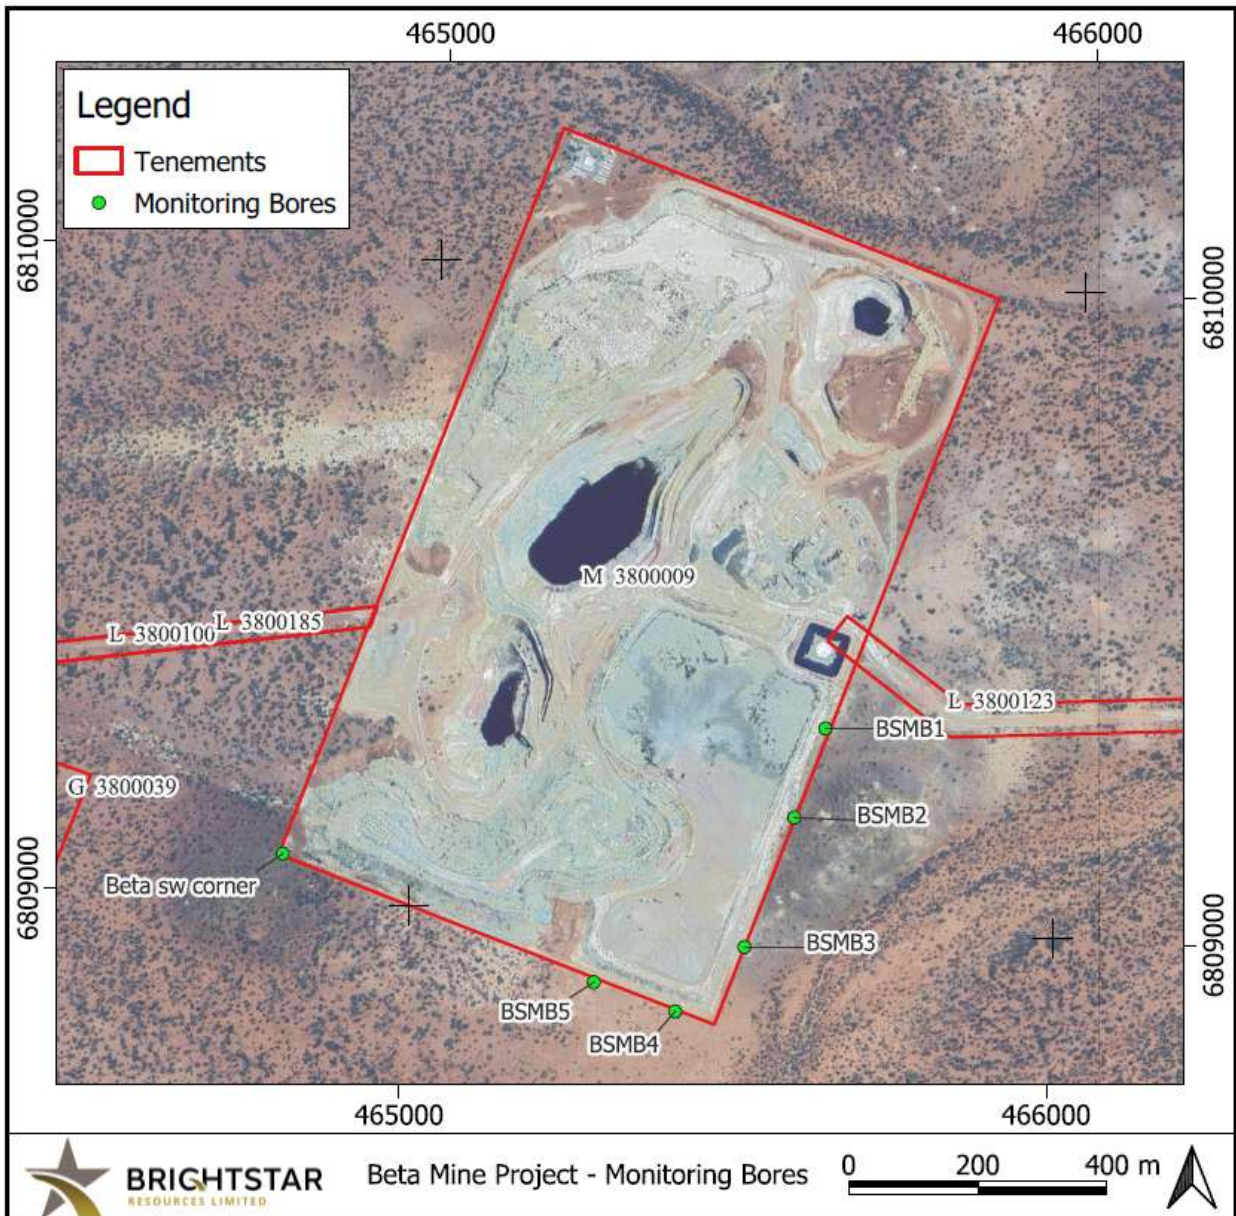 465000
466000
Legend
Tenements
Monitoring Bores
6810000
6810000
M 3800009
L 3800100
L 3800185
L 3800123
BSMB1
G 3800039
BSMB2
Beta sw corner
6809000
BSMB3
6809000
BSMB5
BSMB4
465000
466000
BRIGHTSTAR
RESOURCES LIMITED
Beta Mine Project - Monitoring Bores
0 200 400 m